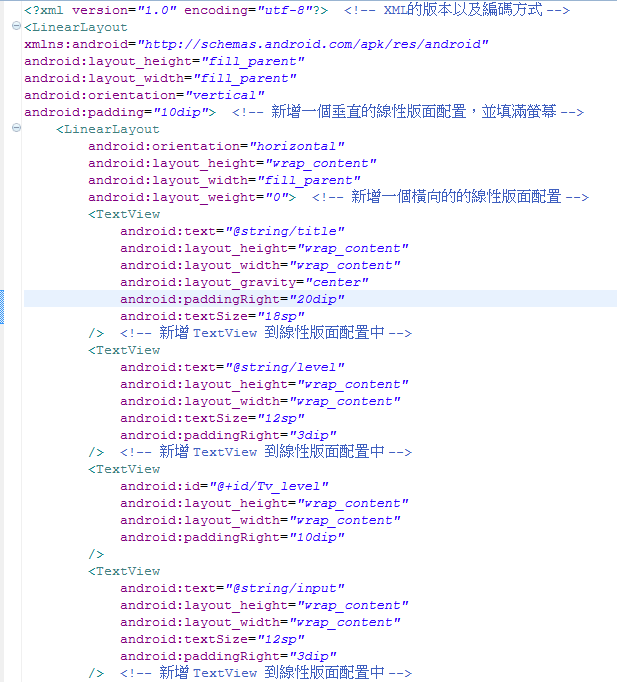 <?xml version="1.0" encoding="utf-8"?>  <!-- XML的版本以及編碼方式 -->
<LinearLayout
xmlns:android="http://schemas.android.com/apk/res/android"
android:layout_height="fill_parent"
android:layout_width="fill_parent"
android:orientation="vertical"
android:padding="10dip">  <!-- 新增一個垂直的線性版面配置，並填滿螢幕 -->
    <LinearLayout
        android:orientation="horizontal"
        android:layout_height="wrap_content"
        android:layout_width="fill_parent"
        android:layout_weight="0">  <!-- 新增一個橫向的的線性版面配置 -->
        <TextView
            android:text="@string/title"
            android:layout_height="wrap_content"
            android:layout_width="wrap_content"
            android:layout_gravity="center"
            android:paddingRight="20dip"
            android:textSize="18sp"
        />  <!-- 新增 TextView 到線性版面配置中 -->
        <TextView
            android:text="@string/level"
            android:layout_height="wrap_content"
            android:layout_width="wrap_content"
            android:textSize="12sp"
            android:paddingRight="3dip"
        />  <!-- 新增 TextView 到線性版面配置中 -->
        <TextView
            android:id="@+id/Tv_level"
            android:layout_height="wrap_content"
            android:layout_width="wrap_content"
            android:paddingRight="10dip"
        />
        <TextView
            android:text="@string/input"
            android:layout_height="wrap_content"
            android:layout_width="wrap_content"
            android:textSize="12sp"
            android:paddingRight="3dip"
        />  <!-- 新增 TextView 到線性版面配置中 -->